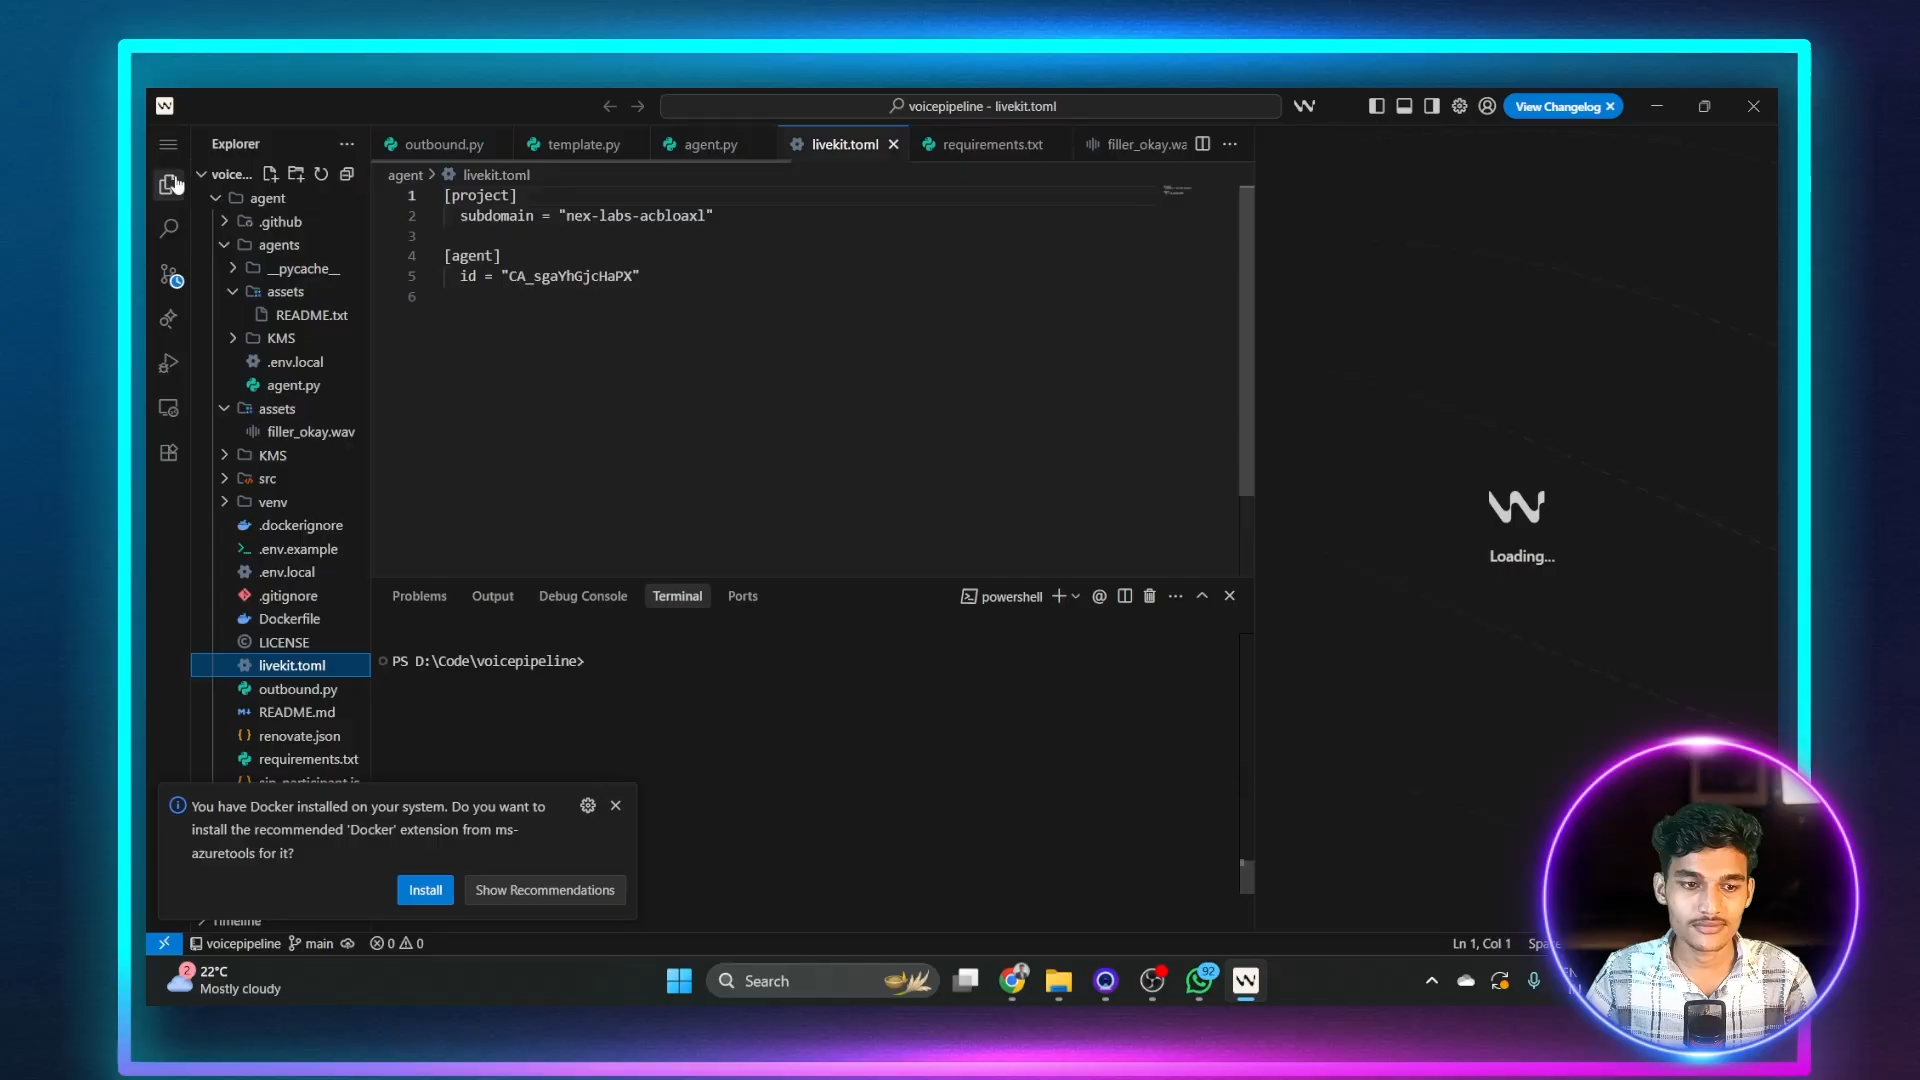 voicepipeline - livekit.toml
View Changelog
Explorer
outbound.py
template.py
agent.py
livekit.toml
requirements.txt
filler_okay.wa
voice...
agent > livekit.toml
agent
.github
agents
__pycache__
assets
README.txt
KMS
.env.local
agent.py
assets
filler_okay.wav
KMS
src
venv
.dockerignore
.env.example
.env.local
.gitignore
Dockerfile
LICENSE
livekit.toml
outbound.py
README.md
renovate.json
requirements.txt
1 [project]
2 subdomain = "nex-labs-acbloaxl"
3
4 [agent]
5 id = "CA_sgaYhGjcHaPX"
6
Loading...
Problems Output Debug Console Terminal Ports
powershell
PS D:\Code\voicepipeline>
You have Docker installed on your system. Do you want to
install the recommended 'Docker' extension from ms-
azuretools for it?
Install
Show Recommendations
Timeline
voicepipeline main 0 0
Ln 1, Col 1
2
22°C
Mostly cloudy
Search
92